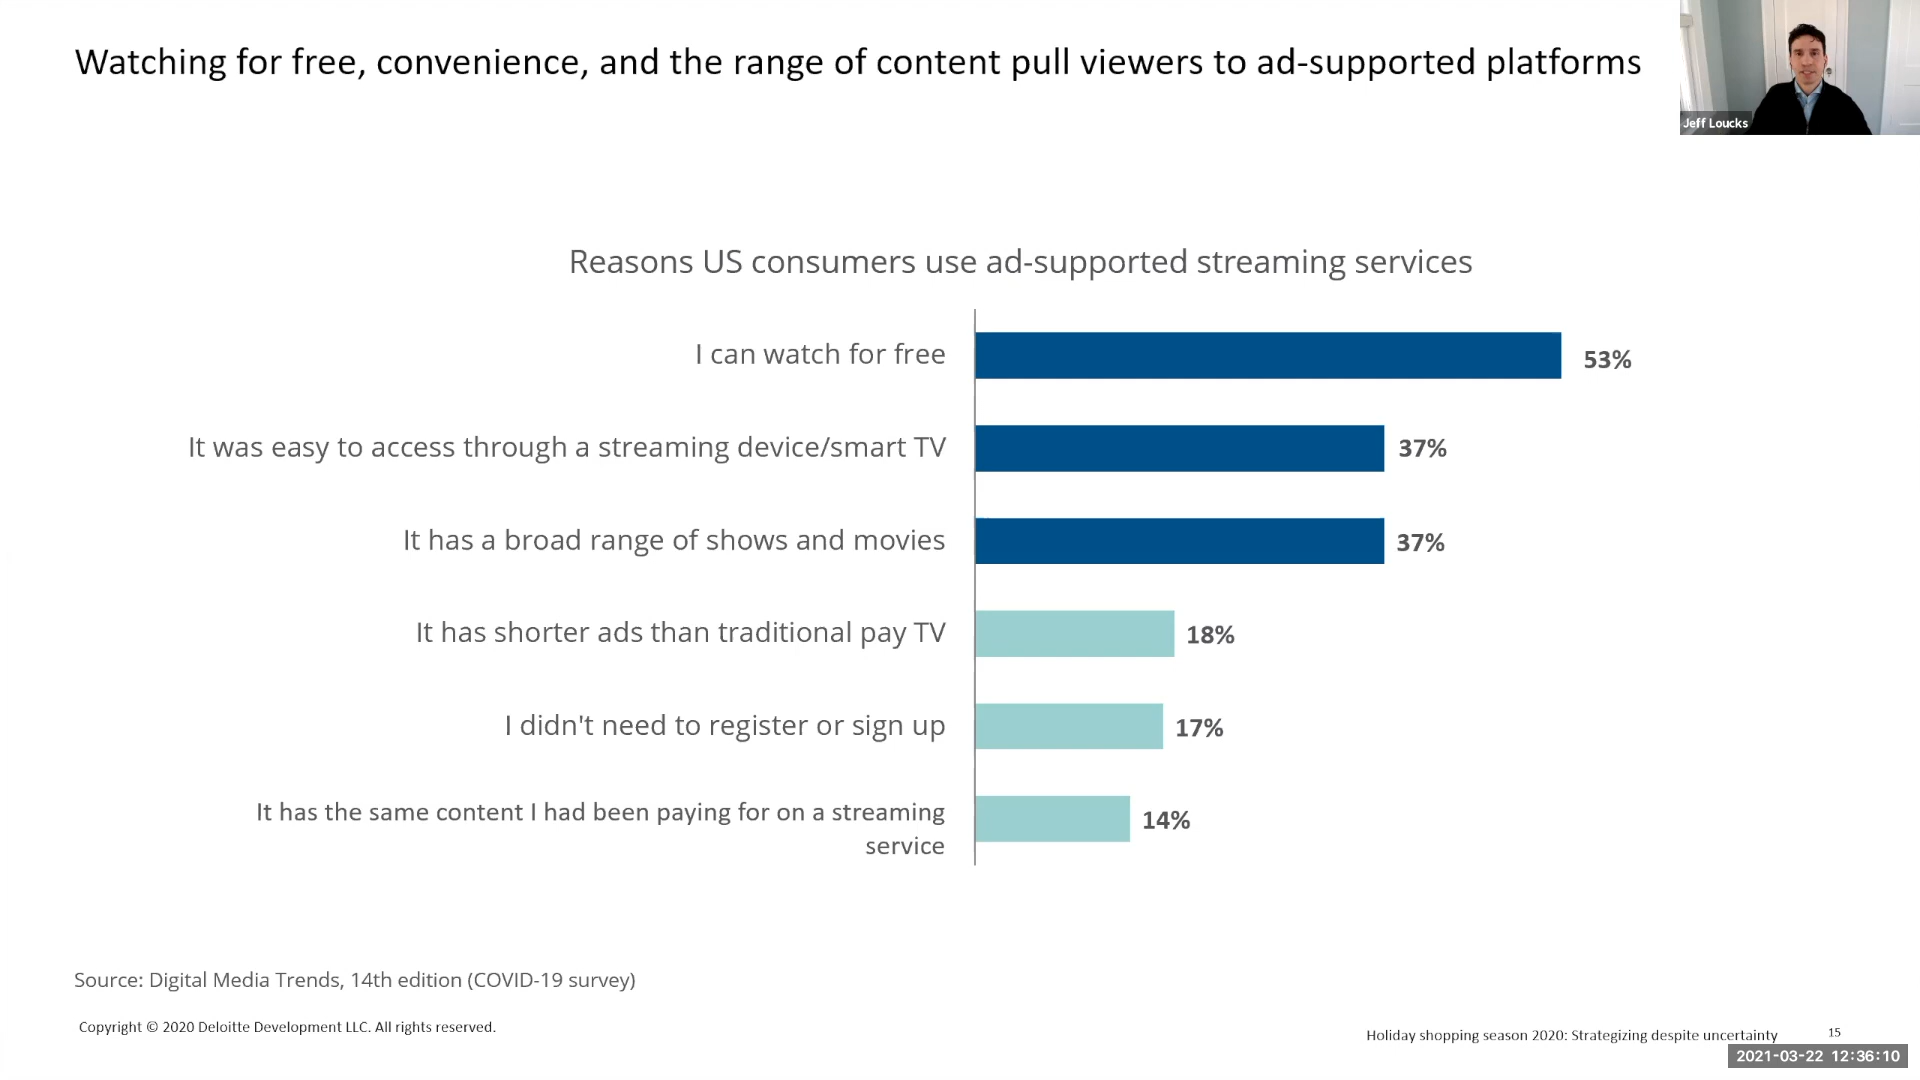 Watching for free, convenience, and the range of content pull viewers to ad-supported platforms
Jeff Loucks
Reasons US consumers use ad-supported streaming services
I can watch for free
53%
It was easy to access through a streaming device/smart TV
37%
It has a broad range of shows and movies
37%
It has shorter ads than traditional pay TV
18%
I didn't need to register or sign up
17%
It has the same content I had been paying for on a streaming
service
14%
Source: Digital Media Trends, 14th edition (COVID-19 survey)
Copyright © 2020 Deloitte Development LLC. All rights reserved.
Holiday shopping season 2020: Strategizing despite uncertainty
15
2021-03-22 12:36:10